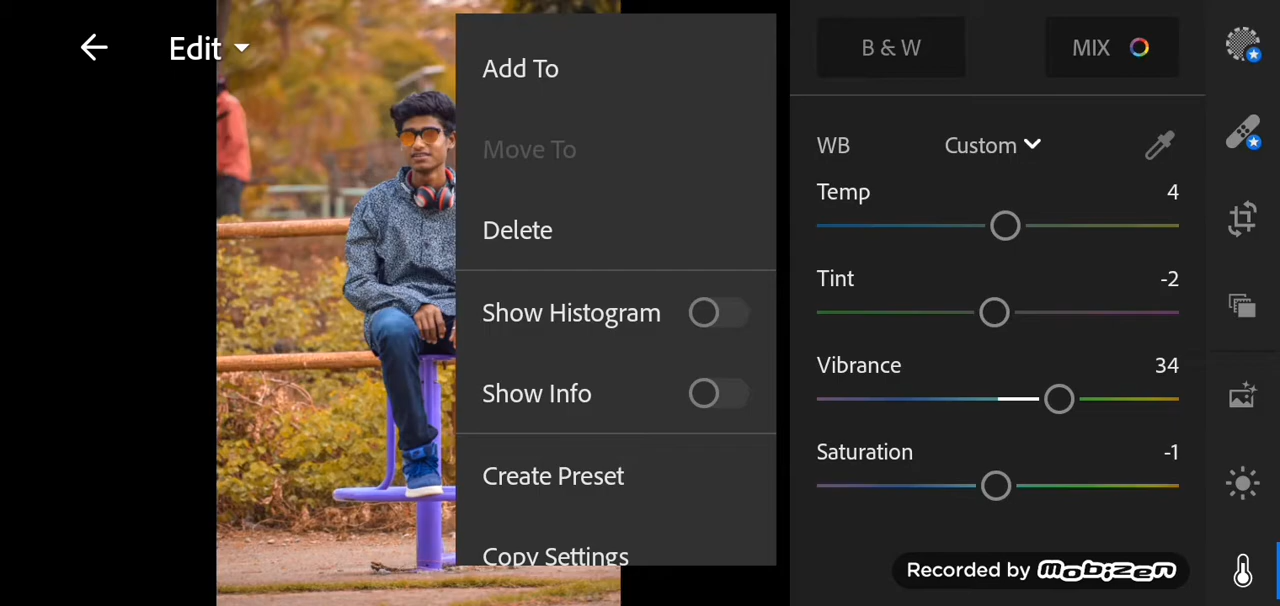 Edit
Add To
Move To
Delete
Show Histogram
Show Info
Create Preset
Copy Settings
B & W
MIX
WB
Custom
Temp 4
Tint -2
Vibrance 34
Saturation -1
Recorded by mobizen